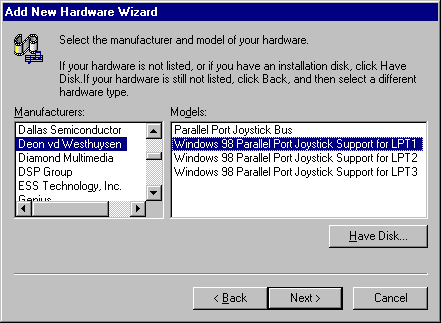 Add New Hardware Wizard
Select the manufacturer and model of your hardware.
If your hardware is not listed, or if you have an installation disk, click Have
Disk.If your hardware is still not listed, click Back, and then select a different
hardware type.
Manufacturers:
Models:
Dallas Semiconductor
Deon vd Westhuysen
Diamond Multimedia
DSP Group
ESS Technology, Inc.
Genius
Parallel Port Joystick Bus
Windows 98 Parallel Port Joystick Support for LPT1
Windows 98 Parallel Port Joystick Support for LPT2
Windows 98 Parallel Port Joystick Support for LPT3
Have Disk...
< Back
Next >
Cancel